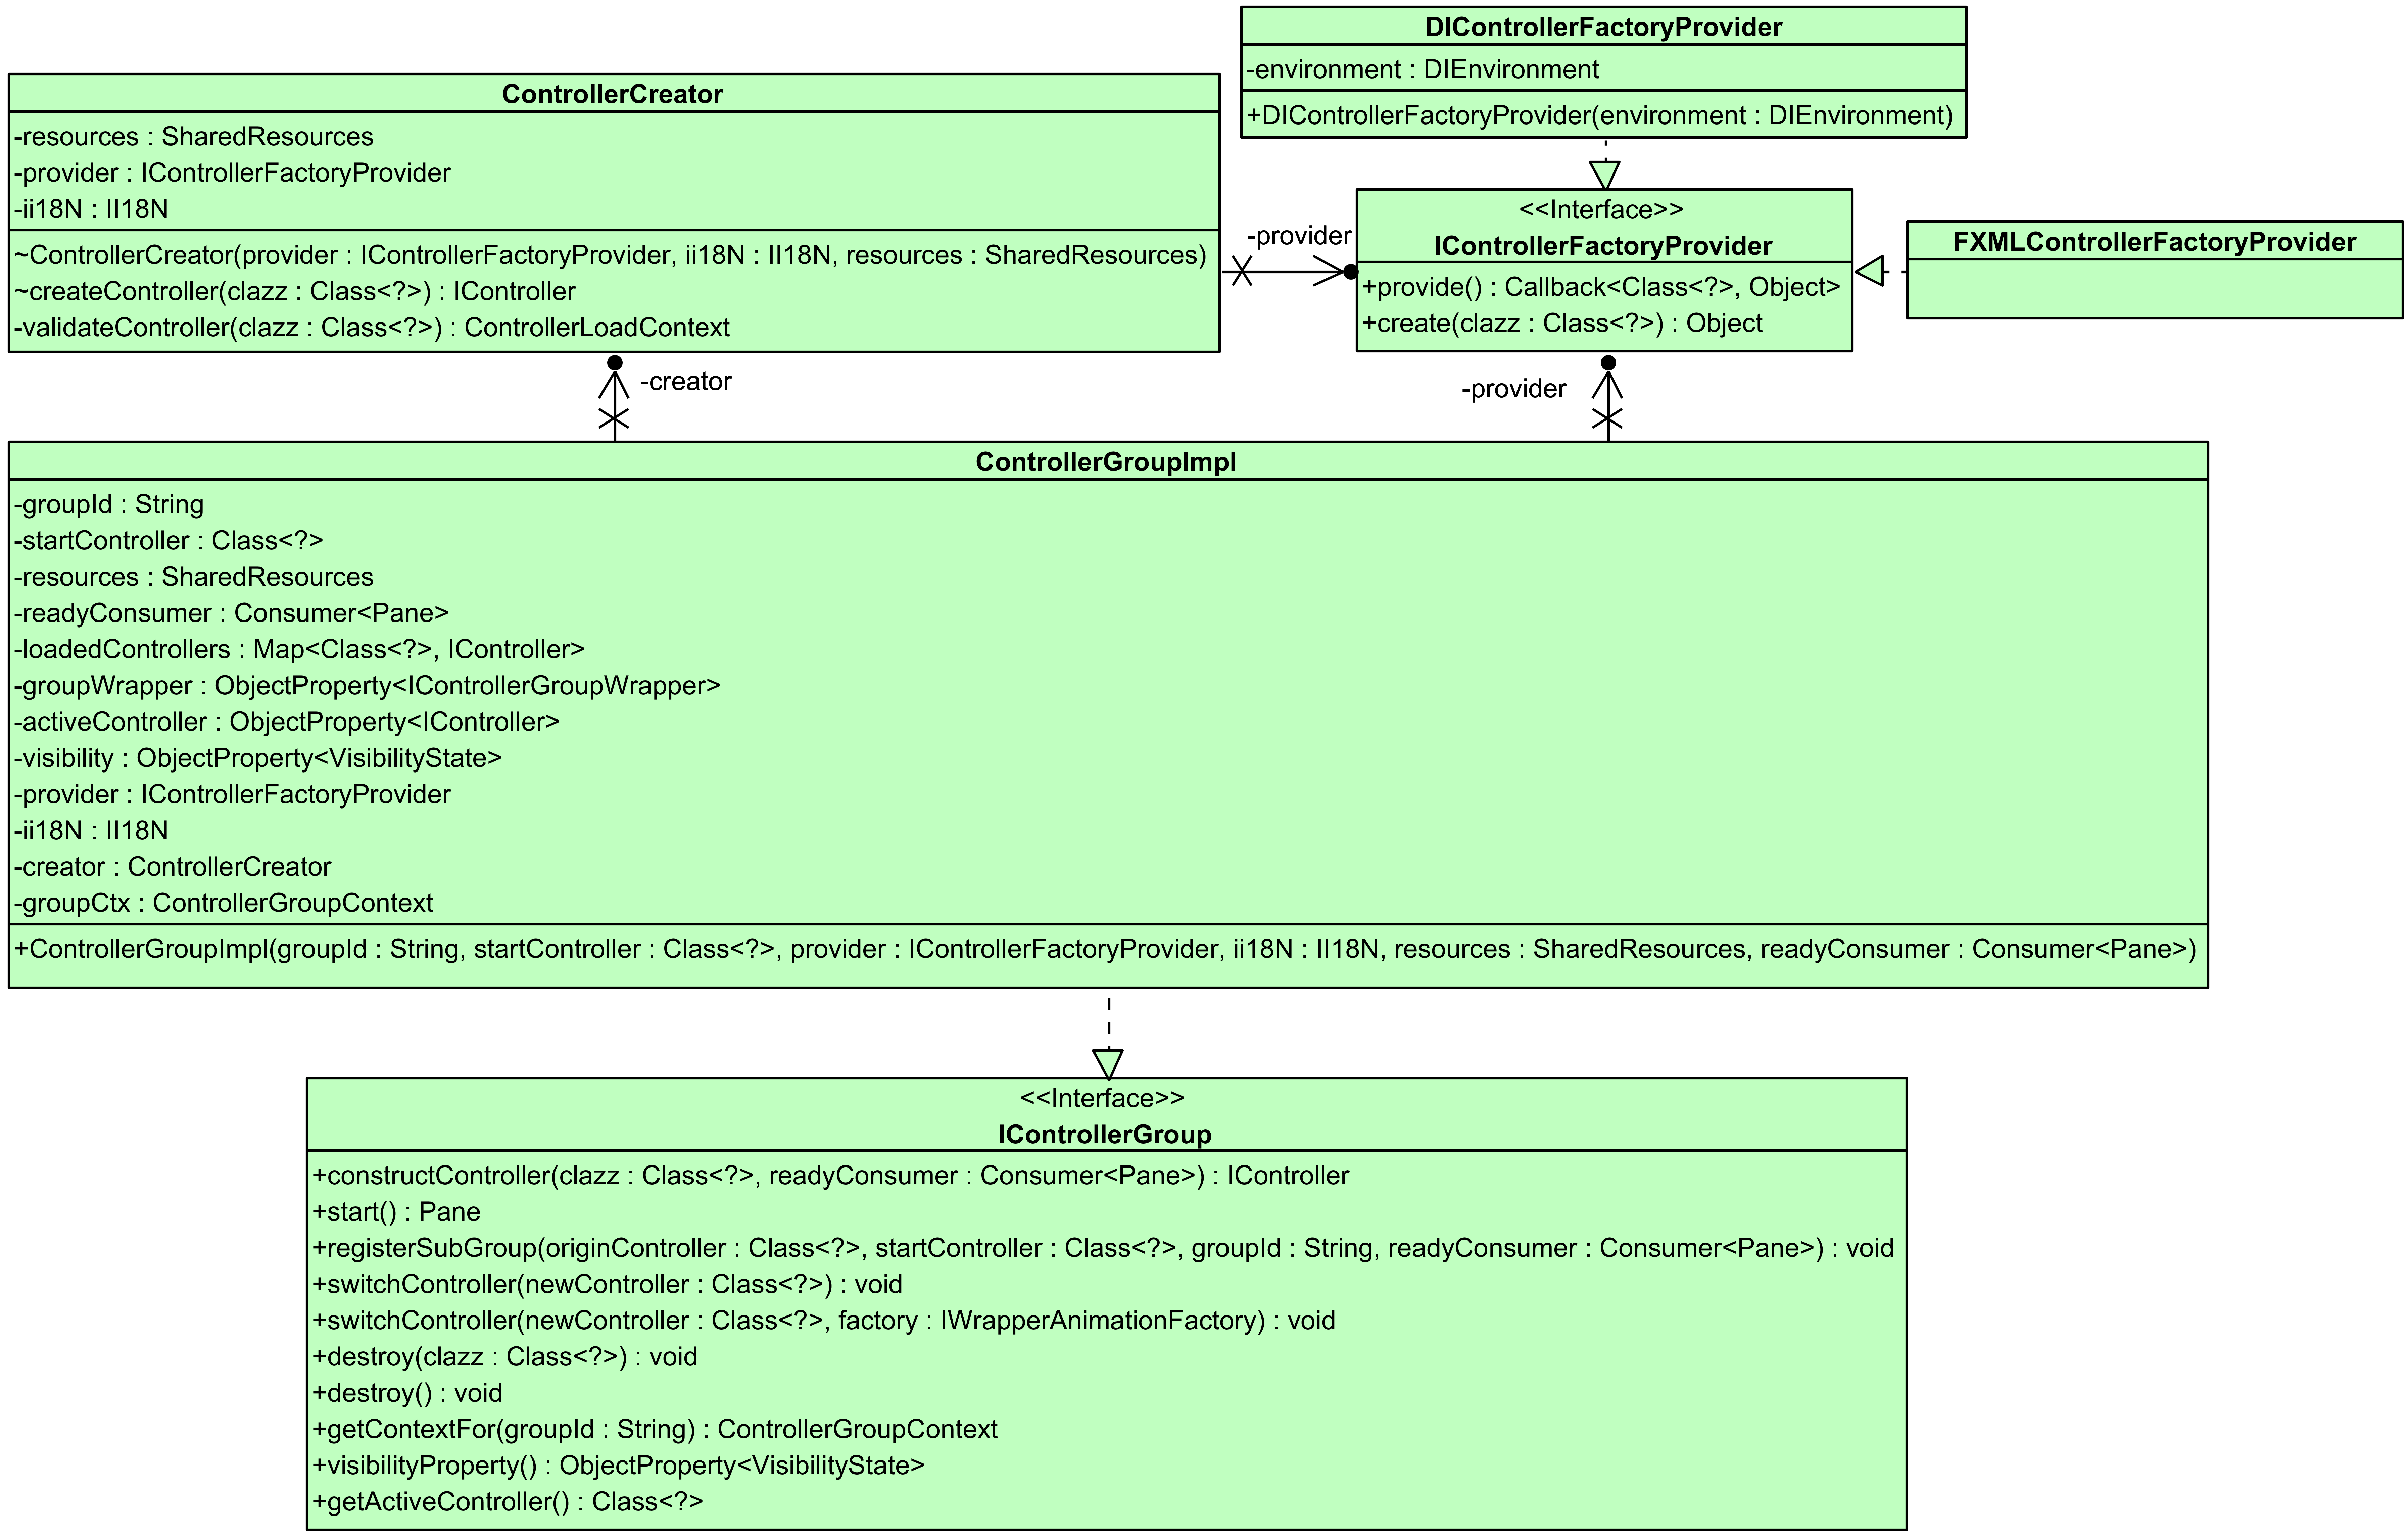 DIControllerFactoryProvider
-environment : DIEnvironment
+DIControllerFactoryProvider(environment : DIEnvironment)
ControllerCreator
-resources : SharedResources
-provider : IControllerFactoryProvider
-ii18N : II18N
~ControllerCreator(provider : IControllerFactoryProvider, ii18N : II18N, resources : SharedResources)
~createController(clazz : Class<?>) : IController
-validateController(clazz : Class<?>) : ControllerLoadContext
-provider
<<Interface>>
IControllerFactoryProvider
+provide() : Callback<Class<?>, Object>
+create(clazz : Class<?>) : Object
FXMLControllerFactoryProvider
-creator
-provider
ControllerGroupImpl
-groupId : String
-startController : Class<?>
-resources : SharedResources
-readyConsumer : Consumer<Pane>
-loadedControllers : Map<Class<?>, IController>
-groupWrapper : ObjectProperty<IControllerGroupWrapper>
-activeController : ObjectProperty<IController>
-visibility : ObjectProperty<VisibilityState>
-provider : IControllerFactoryProvider
-ii18N : II18N
-creator : ControllerCreator
-groupCtx : ControllerGroupContext
+ControllerGroupImpl(groupId : String, startController : Class<?>, provider : IControllerFactoryProvider, ii18N : II18N, resources : SharedResources, readyConsumer : Consumer<Pane>)
<<Interface>>
IControllerGroup
+constructController(clazz : Class<?>, readyConsumer : Consumer<Pane>) : IController
+start() : Pane
+registerSubGroup(originController : Class<?>, startController : Class<?>, groupId : String, readyConsumer : Consumer<Pane>) : void
+switchController(newController : Class<?>) : void
+switchController(newController : Class<?>, factory : IWrapperAnimationFactory) : void
+destroy(clazz : Class<?>) : void
+destroy() : void
+getContextFor(groupId : String) : ControllerGroupContext
+visibilityProperty() : ObjectProperty<VisibilityState>
+getActiveController() : Class<?>